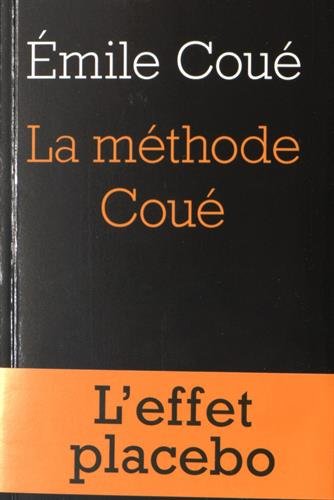 Émile Coué
La méthode
Coué
L'effet
placebo